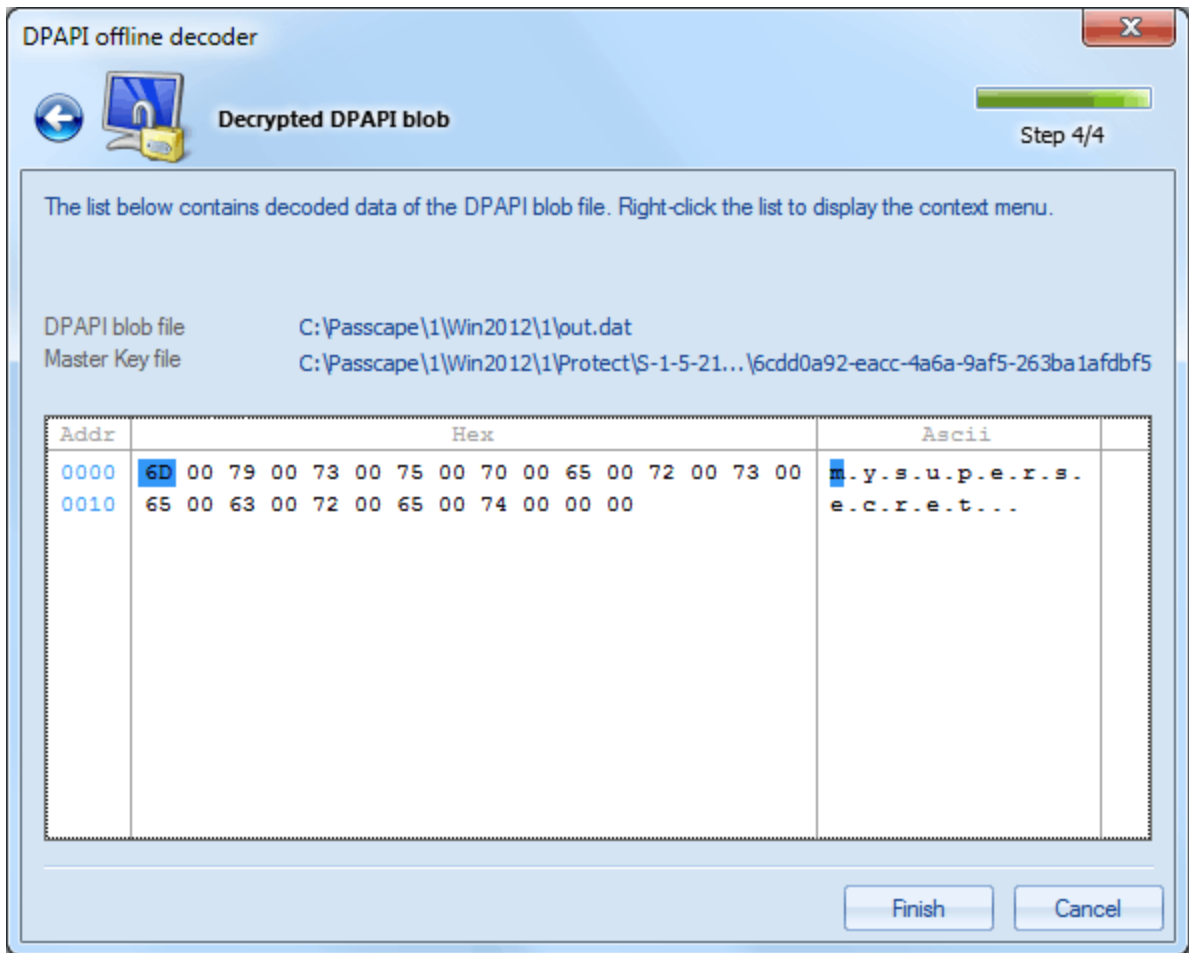 DPAPI offline decoder
Decrypted DPAPI blob
Step 4/4
The list below contains decoded data of the DPAPI blob file. Right-click the list to display the context menu.
DPAPI blob file C:\Passcape\1\Win2012\1\out.dat
Master Key file C:\Passcape\1\Win2012\1\Protect\S-1-5-21...\6cdd0a92-eacc-4a6a-9af5-263ba1afdbf5
Addr Hex Ascii
0000 6D 00 79 00 73 00 75 00 70 00 65 00 72 00 73 00 m.y.s.u.p.e.r.s.
0010 65 00 63 00 72 00 65 00 74 00 00 00 e.c.r.e.t...
Finish Cancel